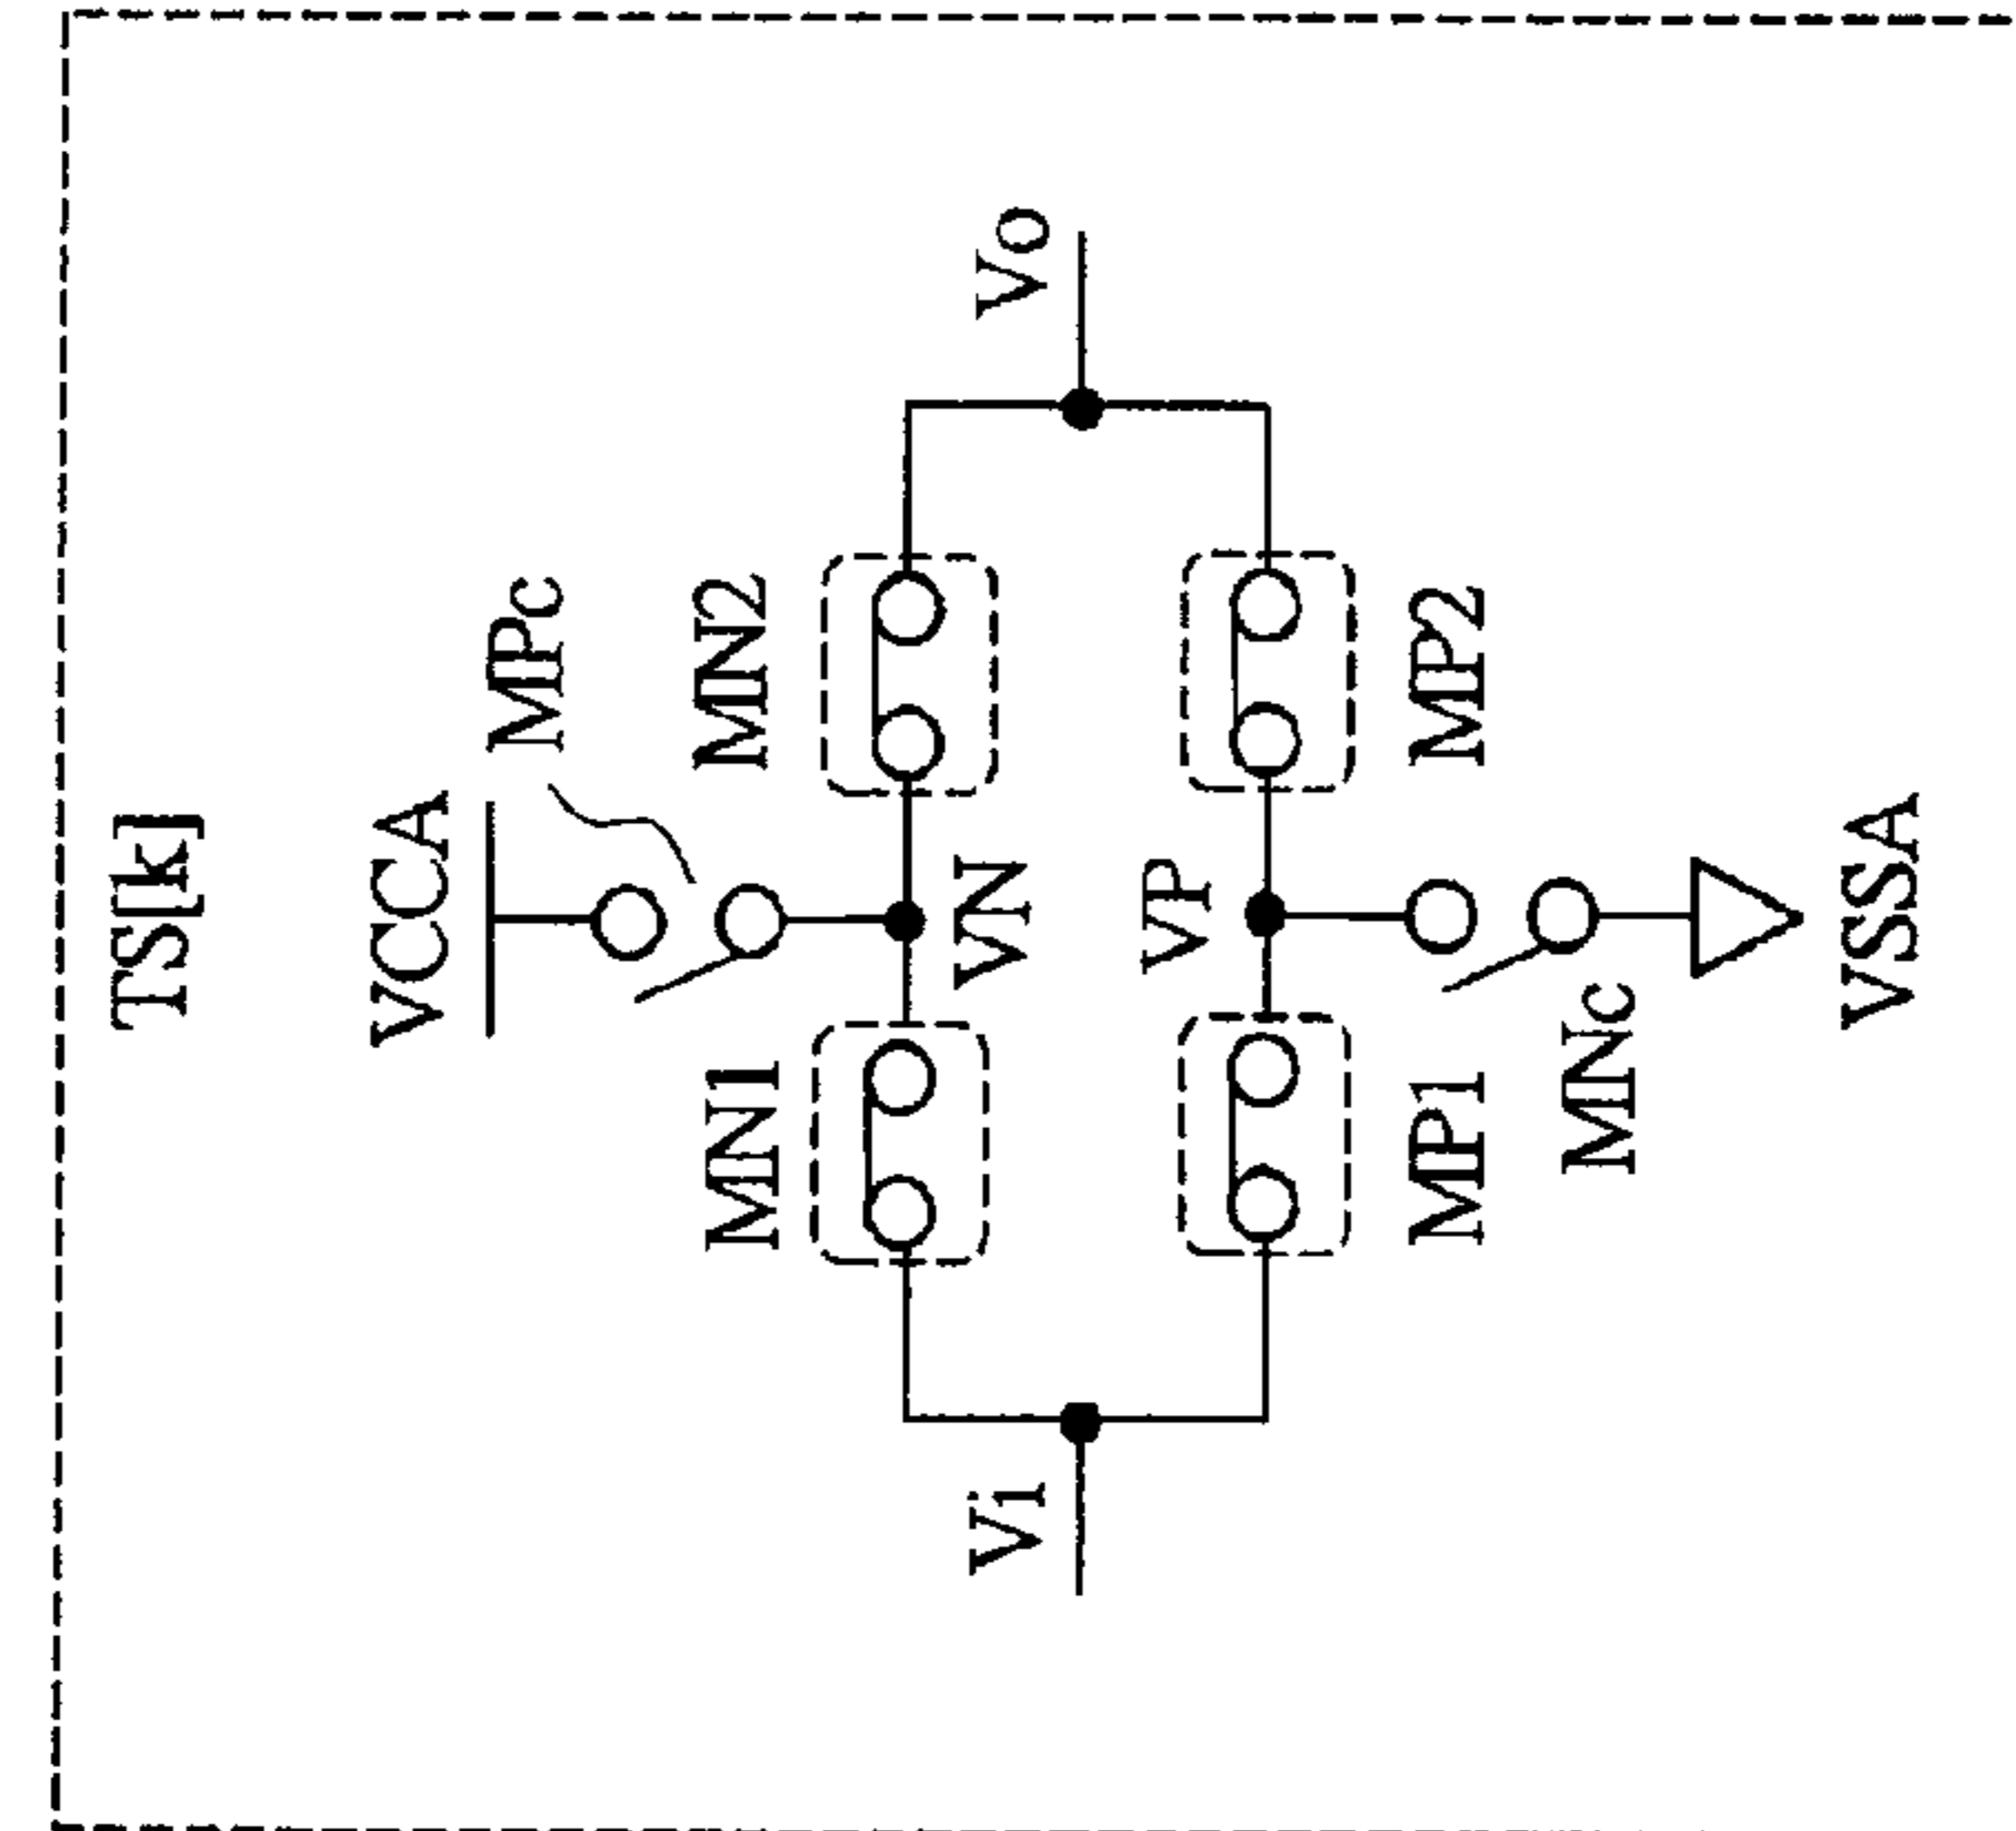 TS[k]
VCCA
MPc
MN1
MN2
VN
Vi
Vo
VP
MP1
MP2
MNc
VSSA